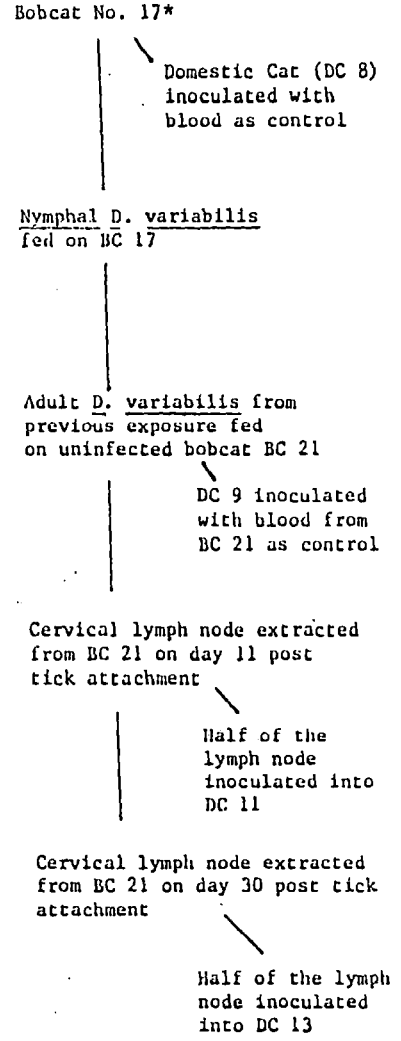 Bobcat No. 17*
Domestic Cat (DC 8)
inoculated with
blood as control
Nymphal D. variabilis
fed on BC 17
Adult D. variabilis from
previous exposure fed
on uninfected bobcat BC 21
DC 9 inoculated
with blood from
BC 21 as control
Cervical lymph node extracted
from BC 21 on day 11 post
tick attachment
Half of the
lymph node
inoculated into
DC 11
Cervical lymph node extracted
from BC 21 on day 30 post tick
attachment
Half of the lymph
node inoculated
into DC 13